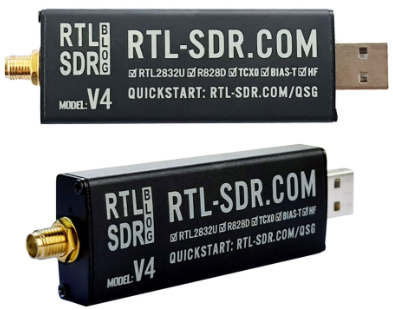 RTL
SDR
BLOG
RTL-SDR.COM
☑RTL2832U ☑R828D ☑TCXO ☑BIAS-T ☑HF
MODEL: V4
QUICKSTART: RTL-SDR.COM/QSG
RTL
SDR
BLOG
RTL-SDR.COM
☑RTL2832U ☑R828D ☑TCXO ☑BIAS-T ☑HF
MODEL: V4
QUICKSTART: RTL-SDR.COM/QSG